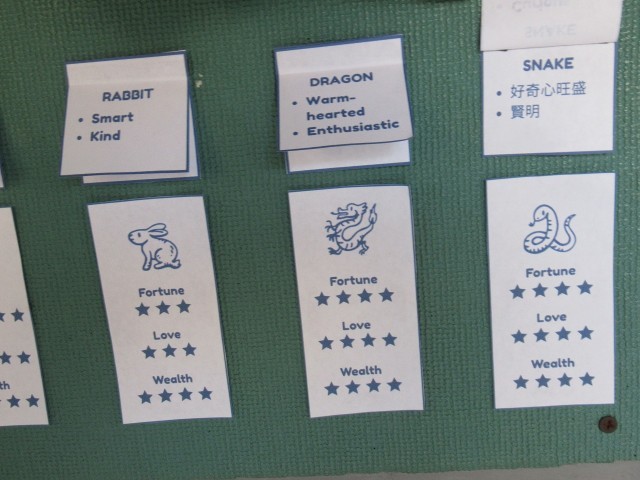 RABBIT
Smart
Kind
DRAGON
Warm-
hearted
Enthusiastic
SNAKE
好奇心旺盛
賢明
Fortune
Love
Wealth
Fortune
Love
Wealth
Fortune
Love
Wealth
th